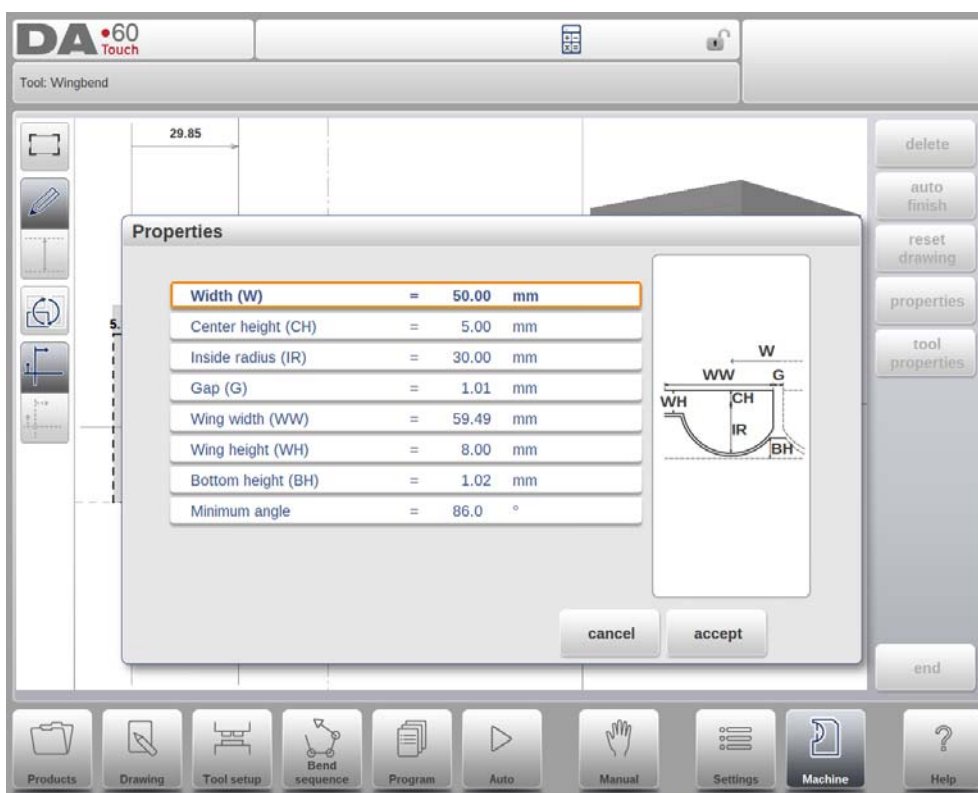 DA•60
Touch
Tool: Wingbend
29.85
delete
auto
finish
reset
drawing
properties
tool
properties
end
5.
Properties
Width (W) = 50.00 mm
Center height (CH) = 5.00 mm
Inside radius (IR) = 30.00 mm
Gap (G) = 1.01 mm
Wing width (WW) = 59.49 mm
Wing height (WH) = 8.00 mm
Bottom height (BH) = 1.02 mm
Minimum angle = 86.0 °
W
WW G
WH CH
IR
BH
cancel accept
Products Drawing Tool setup Bend
sequence Program Auto Manual Settings Machine Help